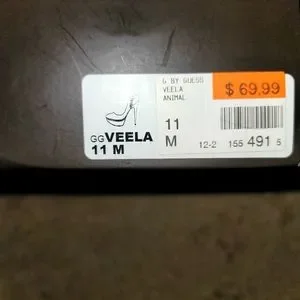 G BY GUESS
VEELA
ANIMAL
$ 69.99
GGVEELA
11 M
11
M
12-2 155 491 5